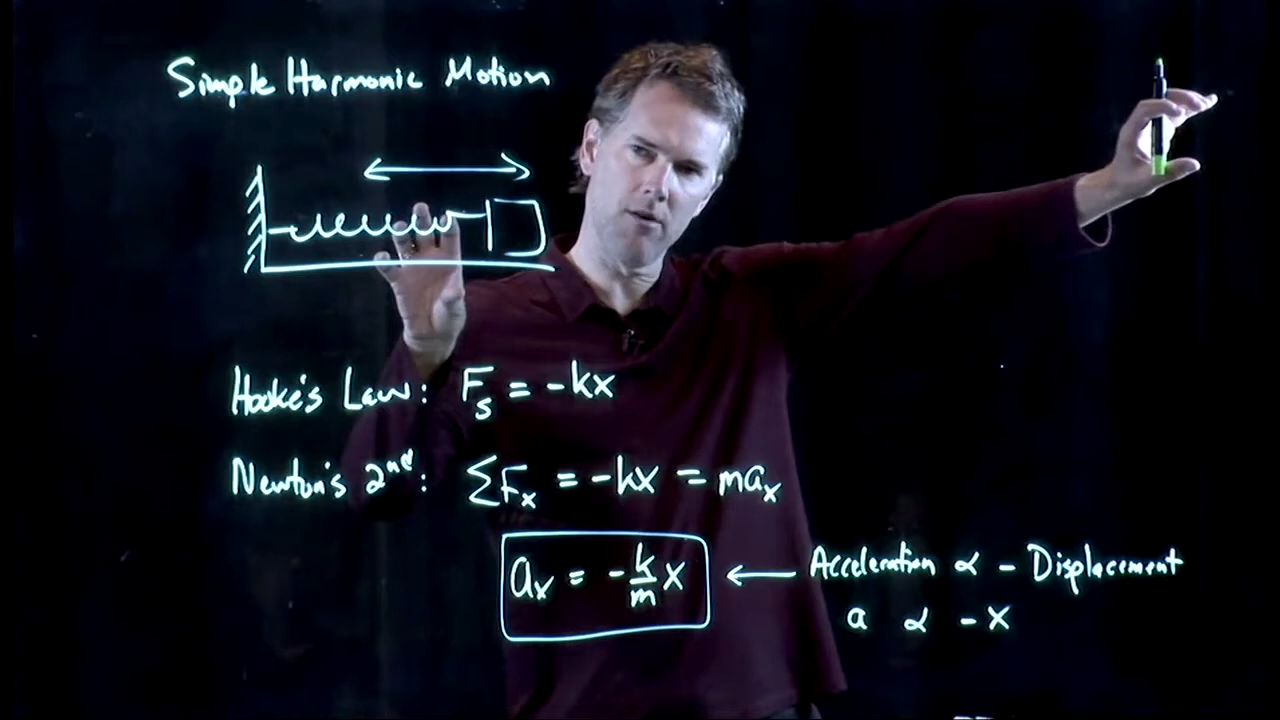 Simple Harmonic Motion
Hooke's Law: Fₛ = -kx
Newton's 2ⁿᵈ: ΣFₓ = -kx = maₓ
aₓ = -k/m x ← Acceleration ∝ - Displacement
a ∝ - x